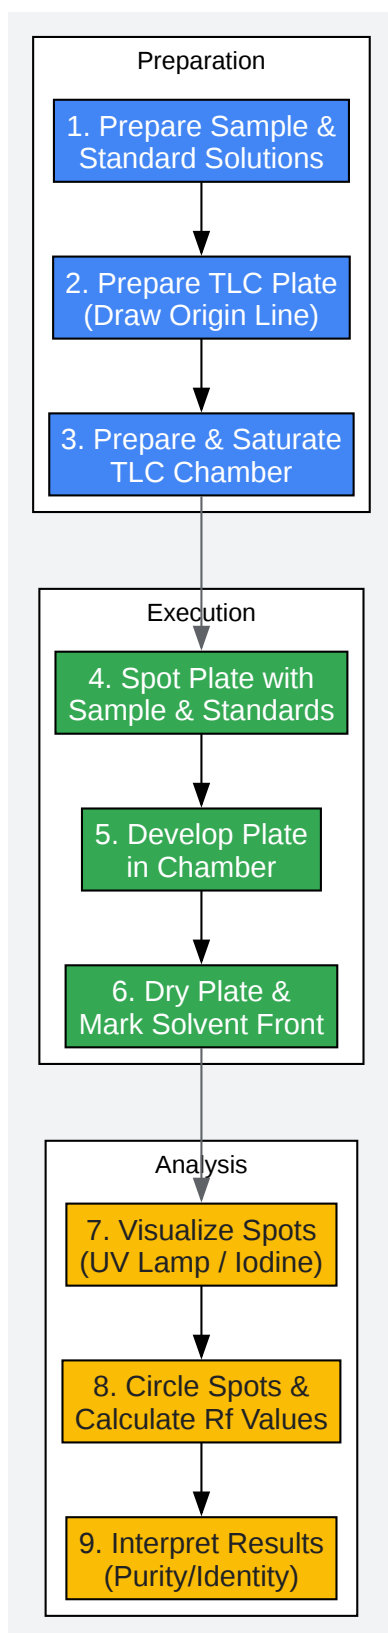 Preparation
1. Prepare Sample &
Standard Solutions
2. Prepare TLC Plate
(Draw Origin Line)
3. Prepare & Saturate
TLC Chamber
Execution
4. Spot Plate with
Sample & Standards
5. Develop Plate
in Chamber
6. Dry Plate &
Mark Solvent Front
Analysis
7. Visualize Spots
(UV Lamp / Iodine)
8. Circle Spots &
Calculate Rf Values
9. Interpret Results
(Purity/Identity)